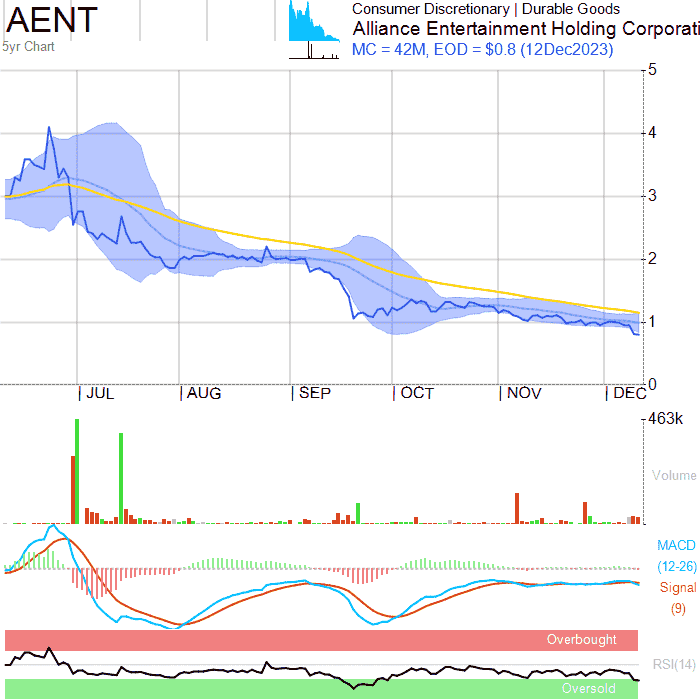 AENT
5yr Chart
Consumer Discretionary | Durable Goods
Alliance Entertainment Holding Corporati
MC = 42M, EOD = $0.8 (12Dec2023)
5
4
3
2
1
0
JUL
AUG
SEP
OCT
NOV
DEC
463k
Volume
MACD
(12-26)
Signal
(9)
Overbought
RSI(14)
Oversold